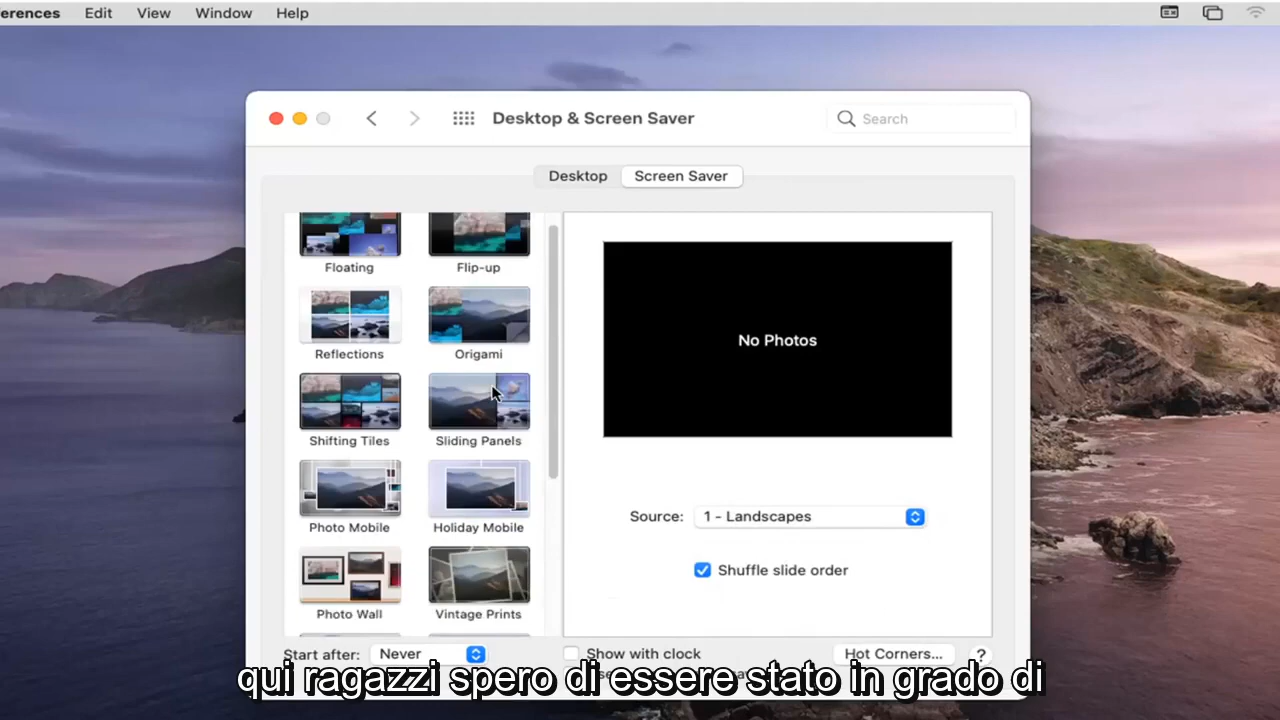 erences Edit View Window Help
Desktop & Screen Saver
Search
Desktop Screen Saver
Floating Flip-up
Reflections Origami
No Photos
Shifting Tiles Sliding Panels
Photo Mobile Holiday Mobile
Source: 1 - Landscapes
Shuffle slide order
Photo Wall Vintage Prints
Start after: Never Show with clock Hot Corners... ?
qui ragazzi spero di essere stato in grado di